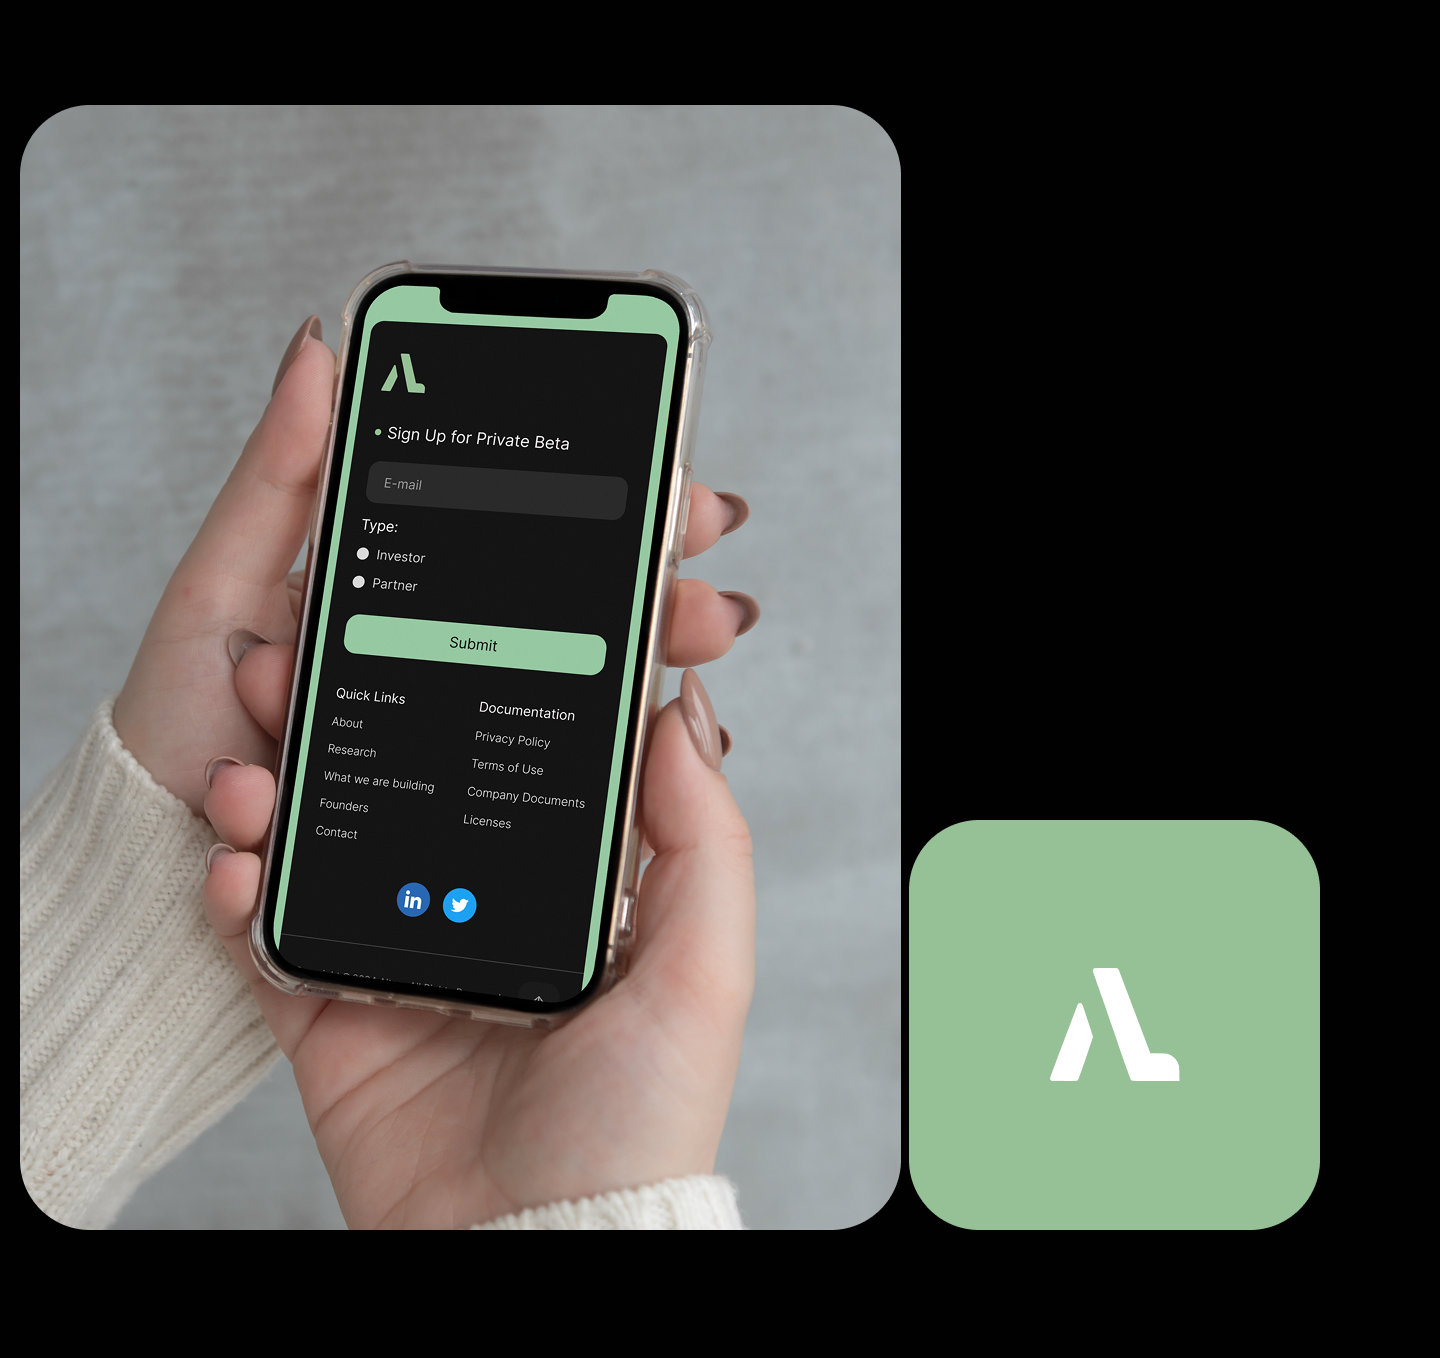 Sign Up for Private Beta
E-mail
Type:
Investor
Partner
Submit
Quick Links
About
Research
What we are building
Founders
Contact
Documentation
Privacy Policy
Terms of Use
Company Documents
Licenses
in